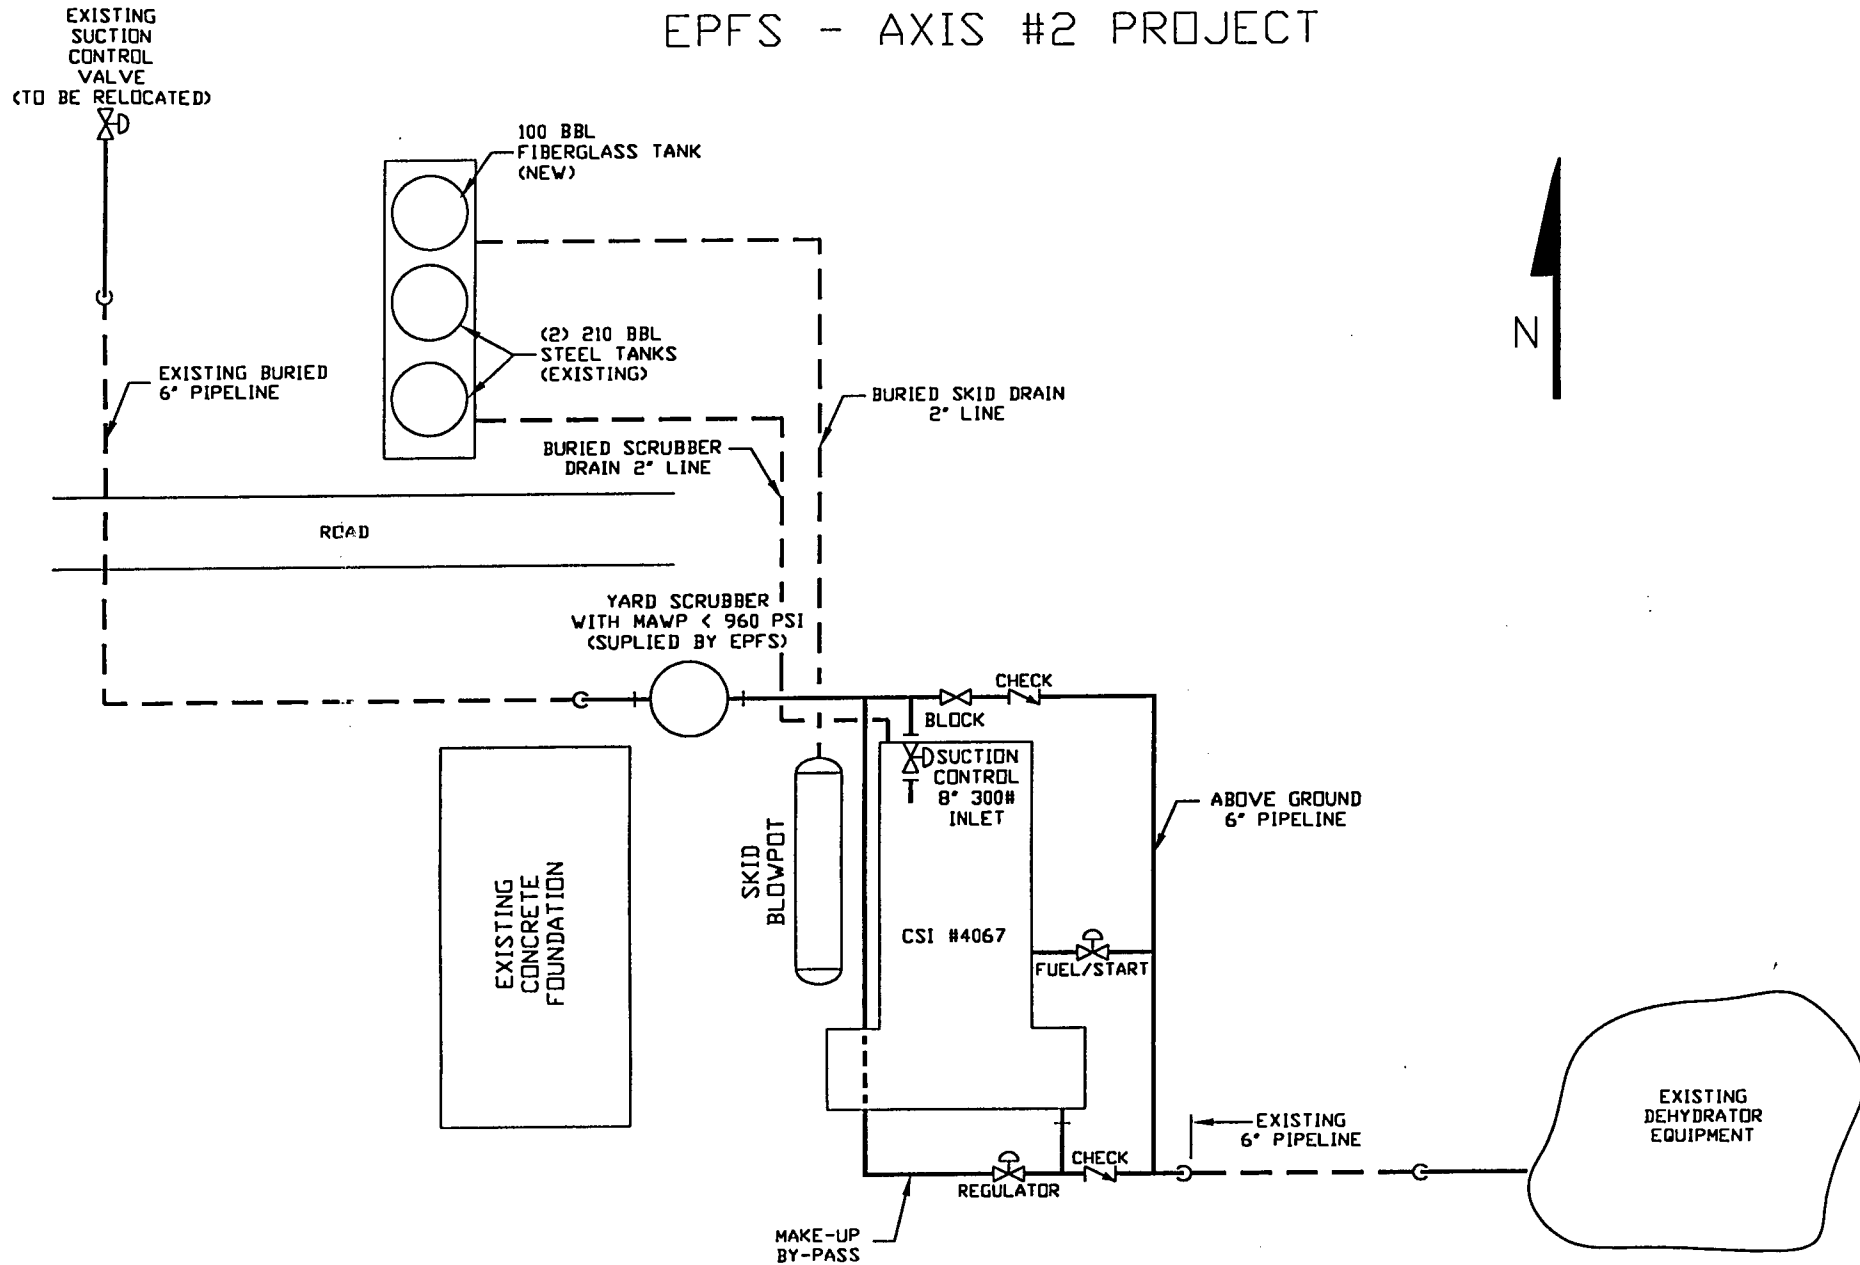 EPFS - AXIS #2 PROJECT
EXISTING
SUCTION
CONTROL
VALVE
(TO BE RELOCATED)
100 BBL
FIBERGLASS TANK
(NEW)
(2) 210 BBL
STEEL TANKS
(EXISTING)
N
EXISTING BURIED
6" PIPELINE
BURIED SKID DRAIN
2" LINE
BURIED SCRUBBER
DRAIN 2" LINE
ROAD
YARD SCRUBBER
WITH MAWP < 960 PSI
(SUPLIED BY EPFS)
CHECK
BLOCK
SUCTION
CONTROL
8" 300#
INLET
ABOVE GROUND
6" PIPELINE
SKID
BLOWPOT
EXISTING
CONCRETE
FOUNDATION
CSI #4067
FUEL/START
EXISTING
6" PIPELINE
CHECK
REGULATOR
EXISTING
DEHYDRATOR
EQUIPMENT
MAKE-UP
BY-PASS